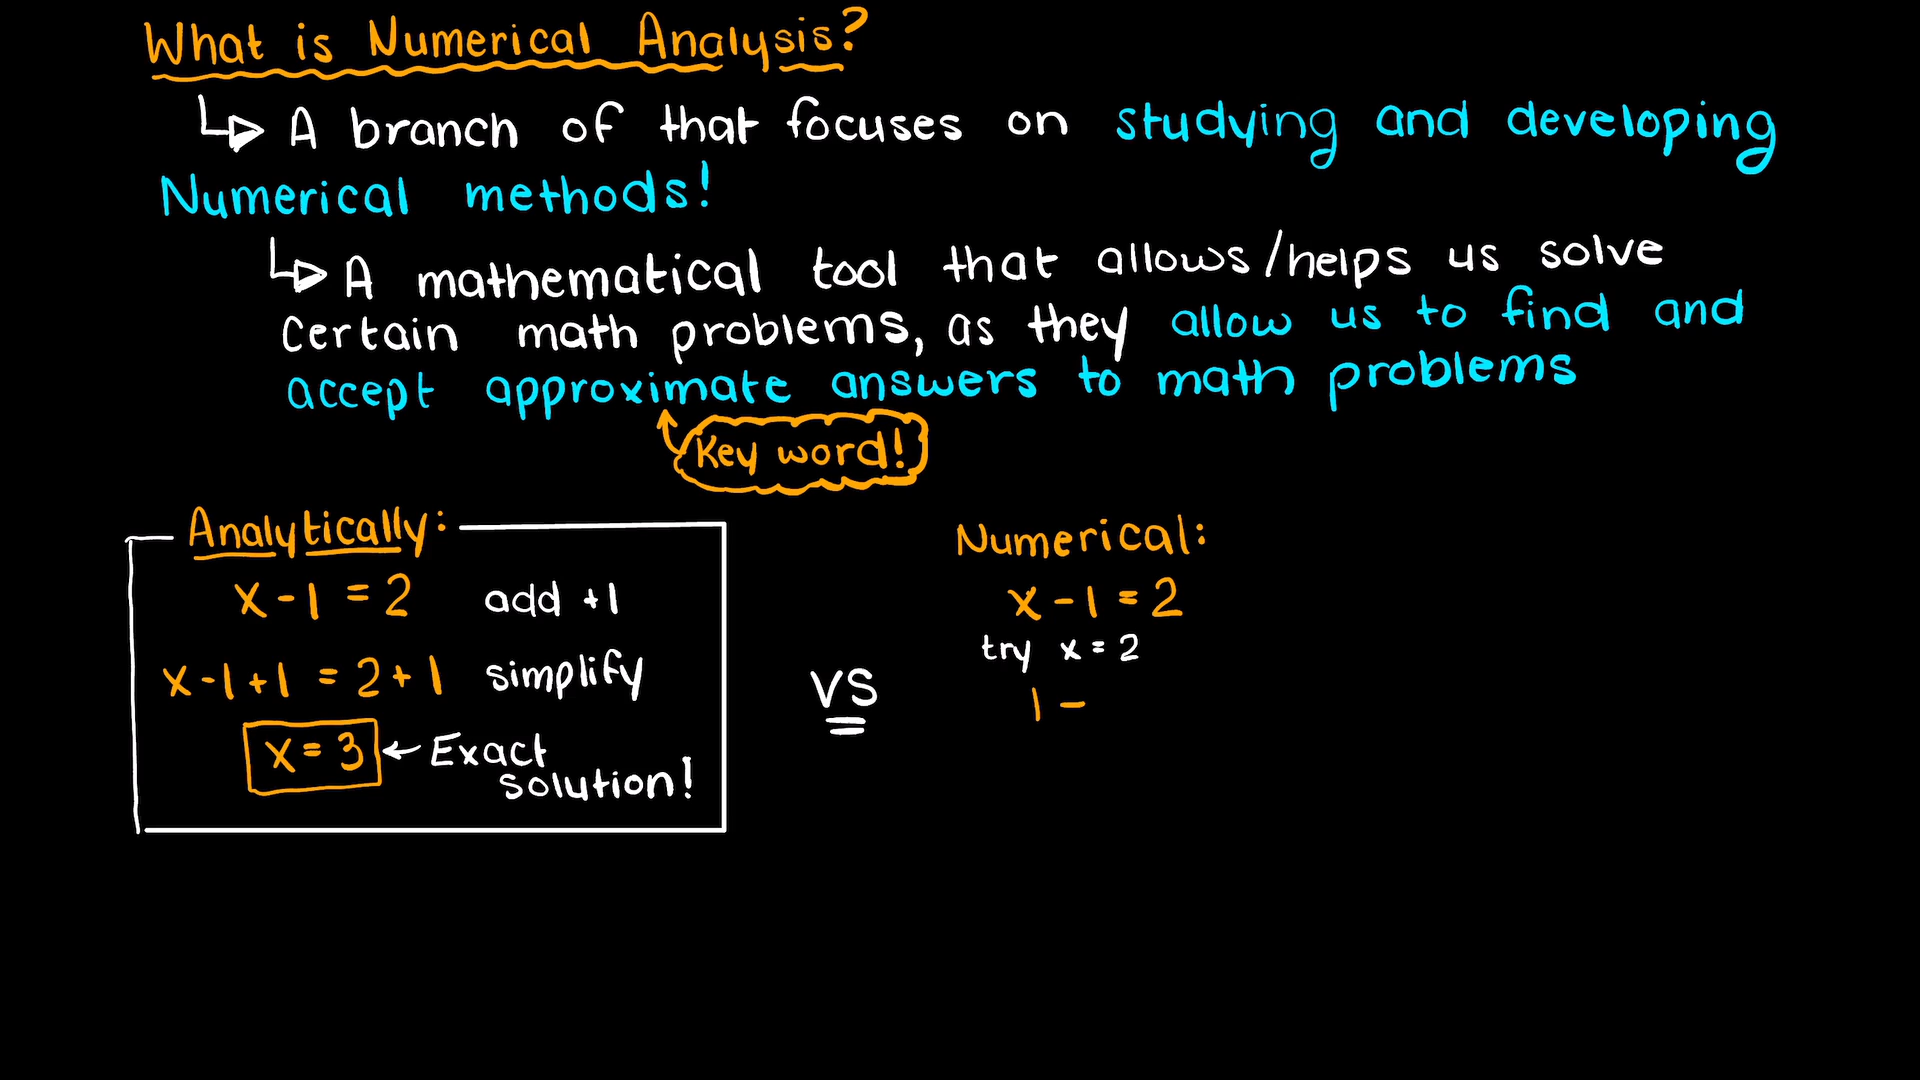 What is Numerical Analysis?
A branch of that focuses on studying and developing
Numerical methods!
A mathematical tool that allows/helps us solve
certain math problems, as they allow us to find and
accept approximate answers to math problems
Key word!
Analytically:
x - 1 = 2 add +1
x - 1 + 1 = 2 + 1 simplify
x = 3 ← Exact
solution!
VS
Numerical:
x - 1 = 2
try x = 2
1 -